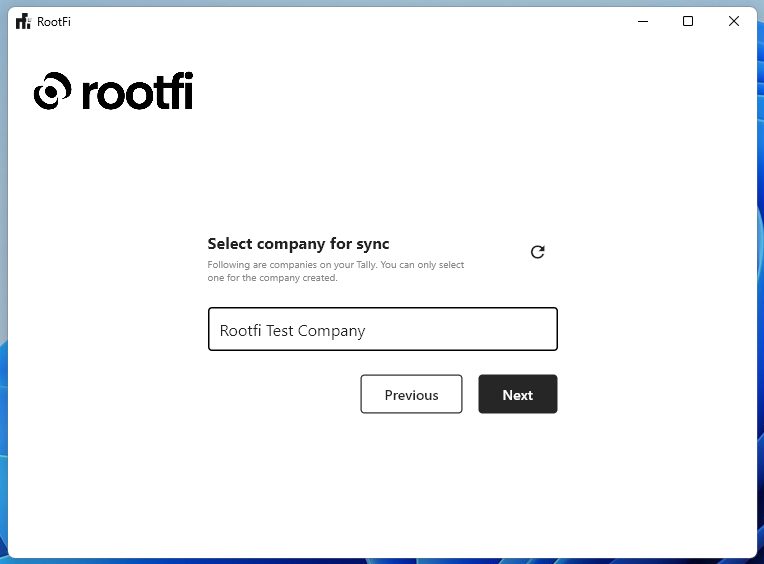 RootFi
rootfi
Select company for sync
Following are companies on your Tally. You can only select
one for the company created.
Rootfi Test Company
Previous
Next